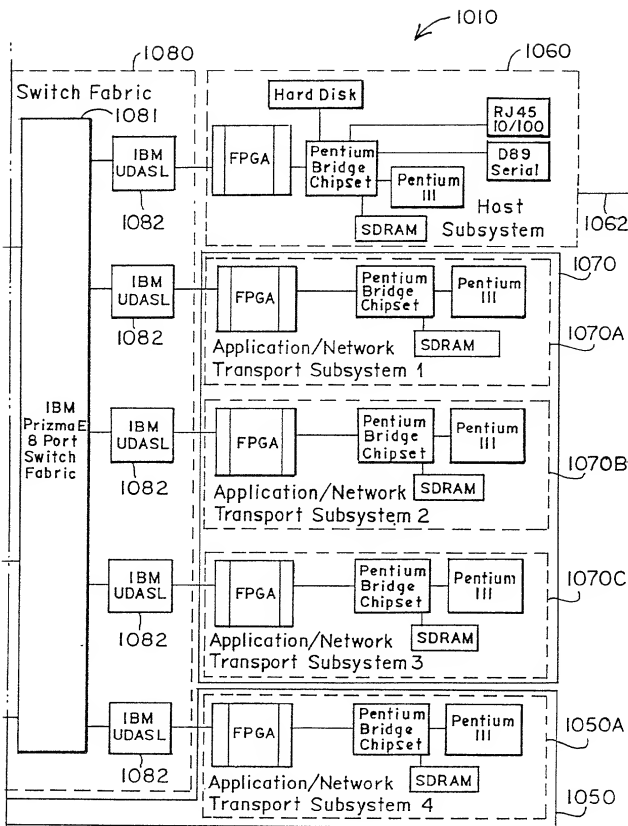 1010
1080
1060
Switch Fabric
1081
Hard Disk
RJ45
10/100
D89
Serial
IBM
UDASL
1082
FPGA
Pentium
Bridge
Chipset
Pentium
III
SDRAM
Host
Subsystem
1062
IBM
UDASL
1082
FPGA
Pentium
Bridge
Chipset
Pentium
III
SDRAM
1070
1070A
Application/Network
Transport Subsystem 1
IBM
PrizmaE
8 Port
Switch
Fabric
IBM
UDASL
1082
FPGA
Pentium
Bridge
Chipset
Pentium
III
SDRAM
1070B
Application/Network
Transport Subsystem 2
IBM
UDASL
1082
FPGA
Pentium
Bridge
Chipset
Pentium
III
SDRAM
1070C
Application/Network
Transport Subsystem 3
IBM
UDASL
1082
FPGA
Pentium
Bridge
Chipset
Pentium
III
SDRAM
1050A
Application/Network
Transport Subsystem 4
1050